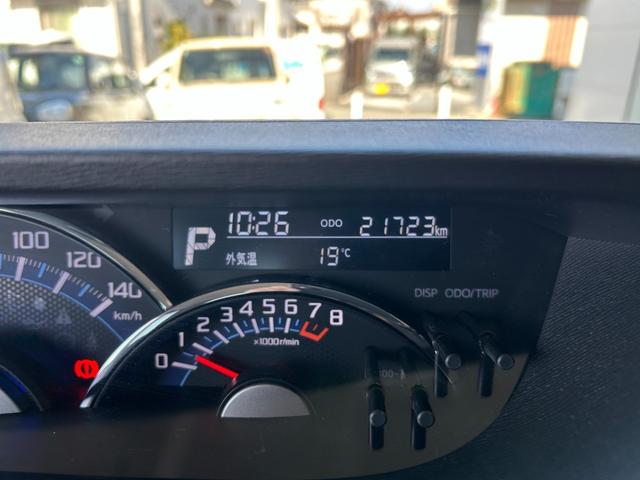 P
10:26 ODO 21723km
外気温 19℃
DISP ODO/TRIP
100
120
140
km/h
0 1 2 3 4 5 6 7 8
×1000r/min